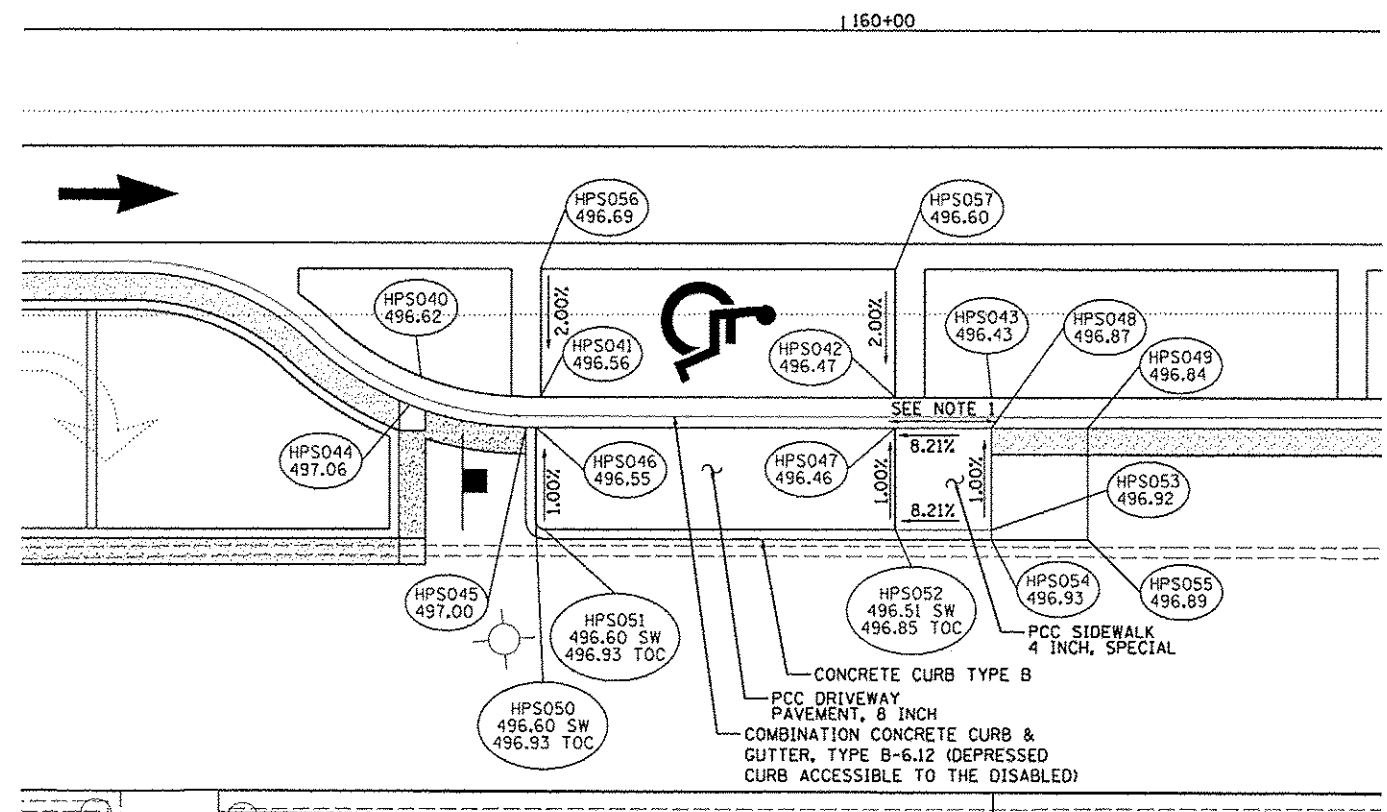 160+00
HPS056
496.69
HPS057
496.60
2.00%
2.00%
HPS040
496.62
HPS041
496.56
HPS042
496.47
HPS043
496.43
HPS048
496.87
HPS049
496.84
SEE NOTE 1
HPS044
497.06
HPS046
496.55
HPS047
496.46
1.00%
1.00%
8.21%
1.00%
8.21%
HPS053
496.92
HPS045
497.00
HPS051
496.60 SW
496.93 TOC
HPS052
496.51 SW
496.85 TOC
HPS054
496.93
HPS055
496.89
HPS050
496.60 SW
496.93 TOC
PCC SIDEWALK
4 INCH, SPECIAL
CONCRETE CURB TYPE B
PCC DRIVEWAY
PAVEMENT, 8 INCH
COMBINATION CONCRETE CURB &
GUTTER, TYPE B-6.12 (DEPRESSED
CURB ACCESSIBLE TO THE DISABLED)